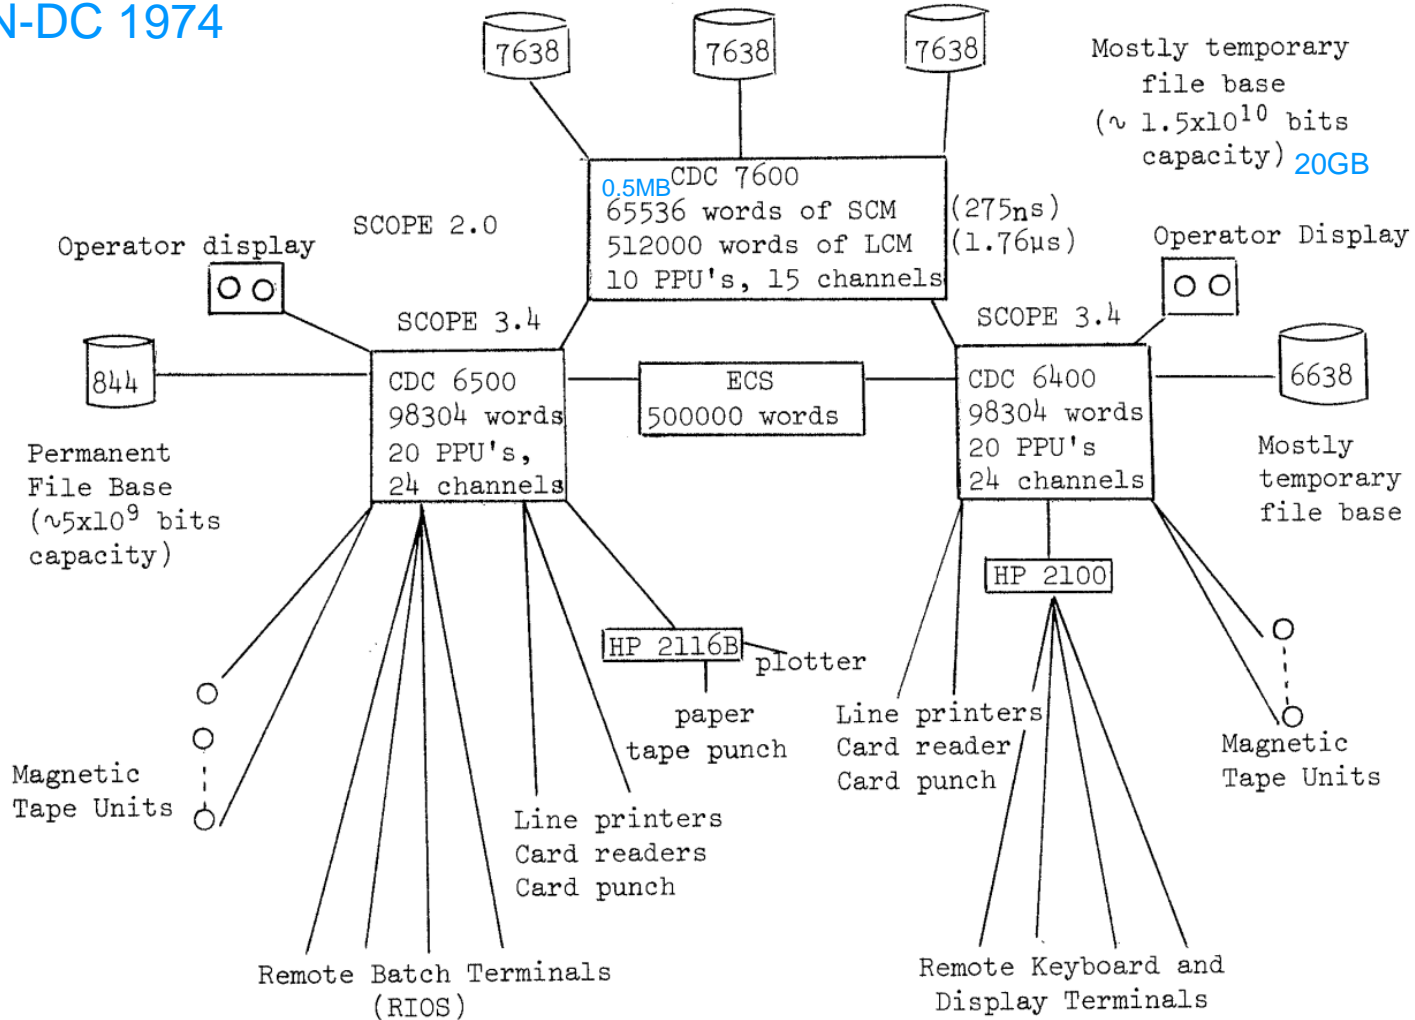 N-DC 1974
7638
7638
7638
Mostly temporary
file base
(~ 1.5x10^10 bits
capacity) 20GB
0.5MB CDC 7600
65536 words of SCM (275ns)
512000 words of LCM (1.76μs)
10 PPU's, 15 channels
SCOPE 2.0
Operator display
Operator Display
SCOPE 3.4
SCOPE 3.4
844
CDC 6500
98304 words
20 PPU's,
24 channels
ECS
500000 words
CDC 6400
98304 words
20 PPU's
24 channels
6638
Permanent
File Base
(~5x10^9 bits
capacity)
Mostly
temporary
file base
HP 2100
HP 2116B
plotter
paper
tape punch
Line printers
Card reader
Card punch
Magnetic
Tape Units
Magnetic
Tape Units
Line printers
Card readers
Card punch
Remote Batch Terminals
(RIOS)
Remote Keyboard and
Display Terminals